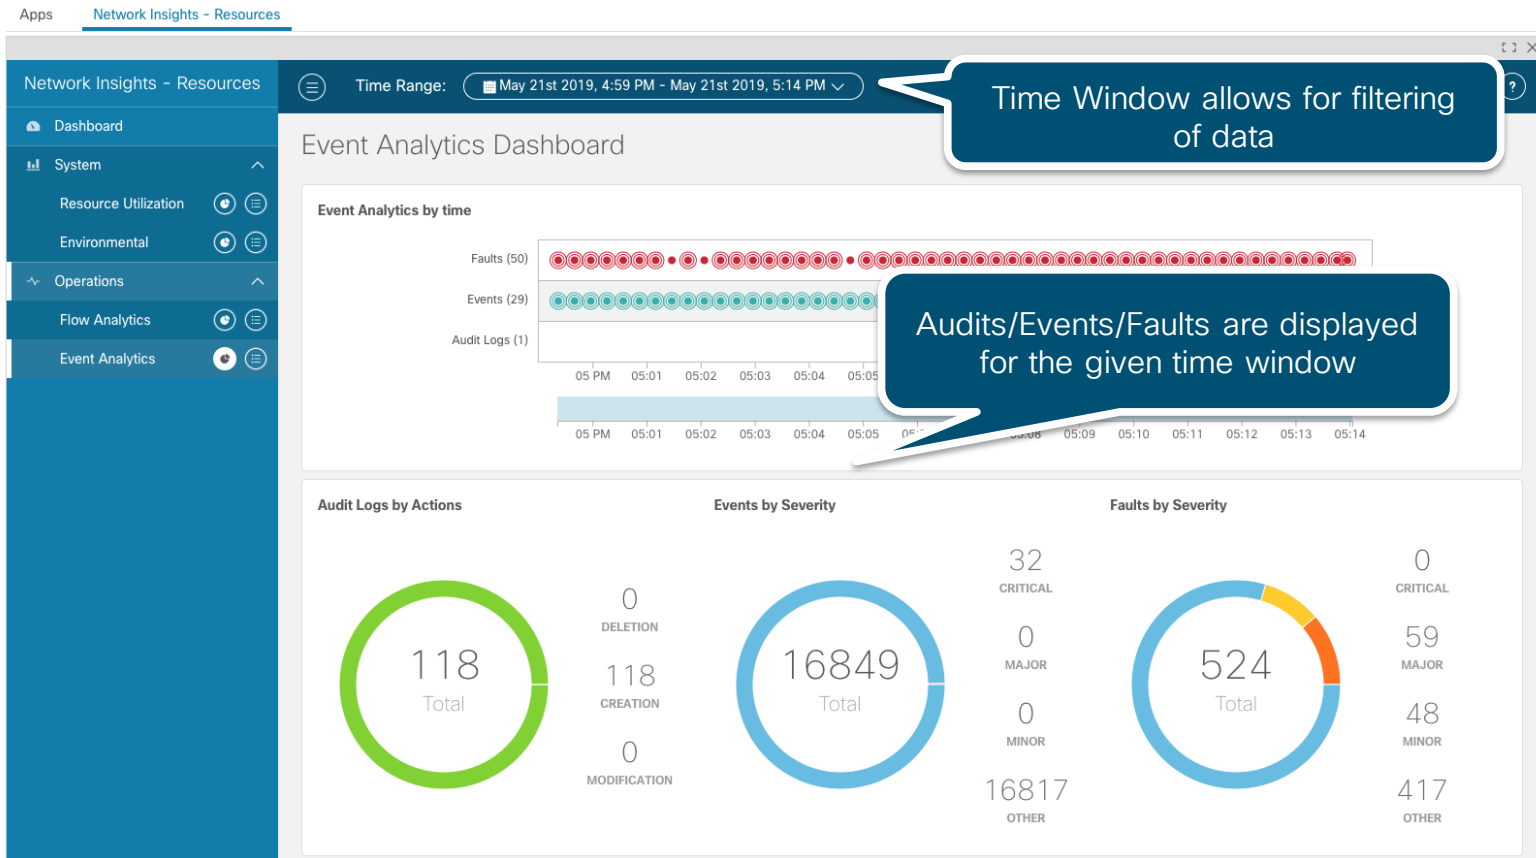 Apps
Network Insights - Resources
Network Insights - Resources
Time Range:
May 21st 2019, 4:59 PM - May 21st 2019, 5:14 PM
?
Time Window allows for filtering
of data
Dashboard
System
Resource Utilization
Environmental
Operations
Flow Analytics
Event Analytics
Event Analytics Dashboard
Event Analytics by time
Faults (50)
Events (29)
Audit Logs (1)
Audits/Events/Faults are displayed
for the given time window
05 PM 05:01 05:02 05:03 05:04 05:05
05 PM 05:01 05:02 05:03 05:04 05:05 05:08 05:09 05:10 05:11 05:12 05:13 05:14
Audit Logs by Actions
118
Total
0
DELETION
118
CREATION
0
MODIFICATION
Events by Severity
16849
Total
32
CRITICAL
0
MAJOR
0
MINOR
16817
OTHER
Faults by Severity
524
Total
0
CRITICAL
59
MAJOR
48
MINOR
417
OTHER